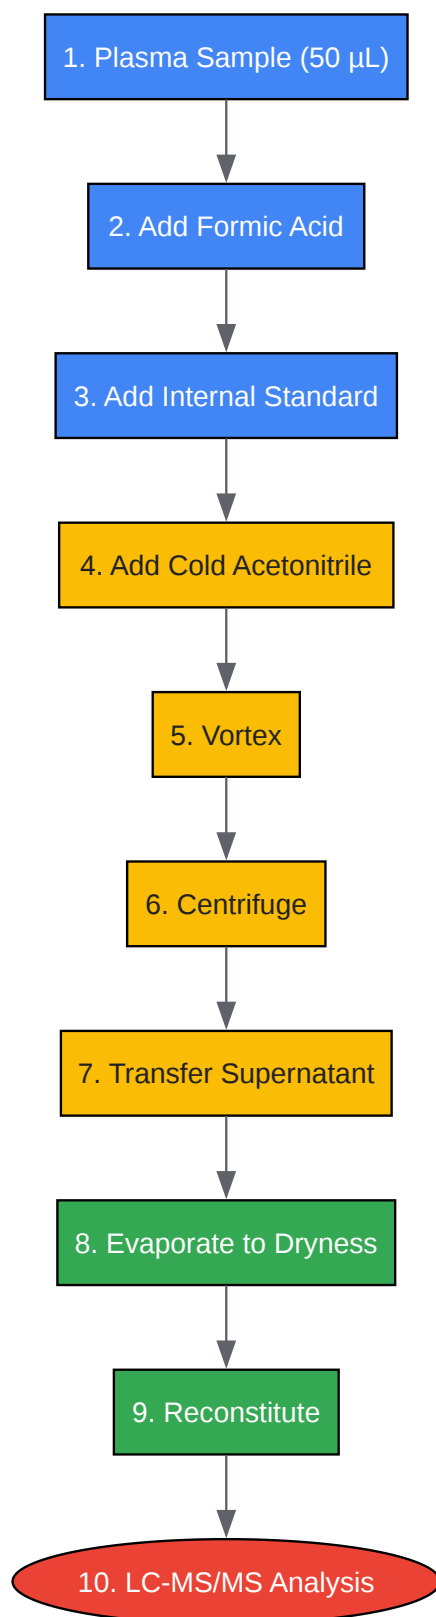 1. Plasma Sample (50 µL)
2. Add Formic Acid
3. Add Internal Standard
4. Add Cold Acetonitrile
5. Vortex
6. Centrifuge
7. Transfer Supernatant
8. Evaporate to Dryness
9. Reconstitute
10. LC-MS/MS Analysis